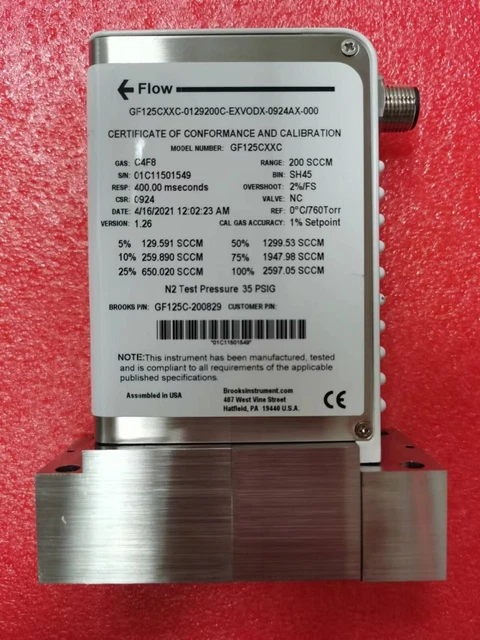 ← Flow
GF125CXXC-0129200C-EXVODX-0924AX-000
CERTIFICATE OF CONFORMANCE AND CALIBRATION
MODEL NUMBER: GF125CXXC
GAS: C4F8 RANGE: 200 SCCM
S/N: 01C11501549 BIN: SH45
RESP: 400.00 mseconds OVERSHOOT: 2%/FS
CSR: 0924 VALVE: NC
DATE: 4/16/2021 12:02:23 AM REF: 0°C/760Torr
VERSION: 1.26 CAL GAS ACCURACY: 1% Setpoint
5% 129.591 SCCM 50% 1299.53 SCCM
10% 259.890 SCCM 75% 1947.98 SCCM
25% 650.020 SCCM 100% 2597.05 SCCM
N2 Test Pressure 35 PSIG
BROOKS P/N: GF125C-200829 CUSTOMER P/N:
*01C11501549*
NOTE:This instrument has been manufactured, tested
and is compliant to all requirements of the applicable
published specifications.
Assembled in USA
BrooksInstrument.com
407 West Vine Street
Hatfield, PA 19440 U.S.A.
CE